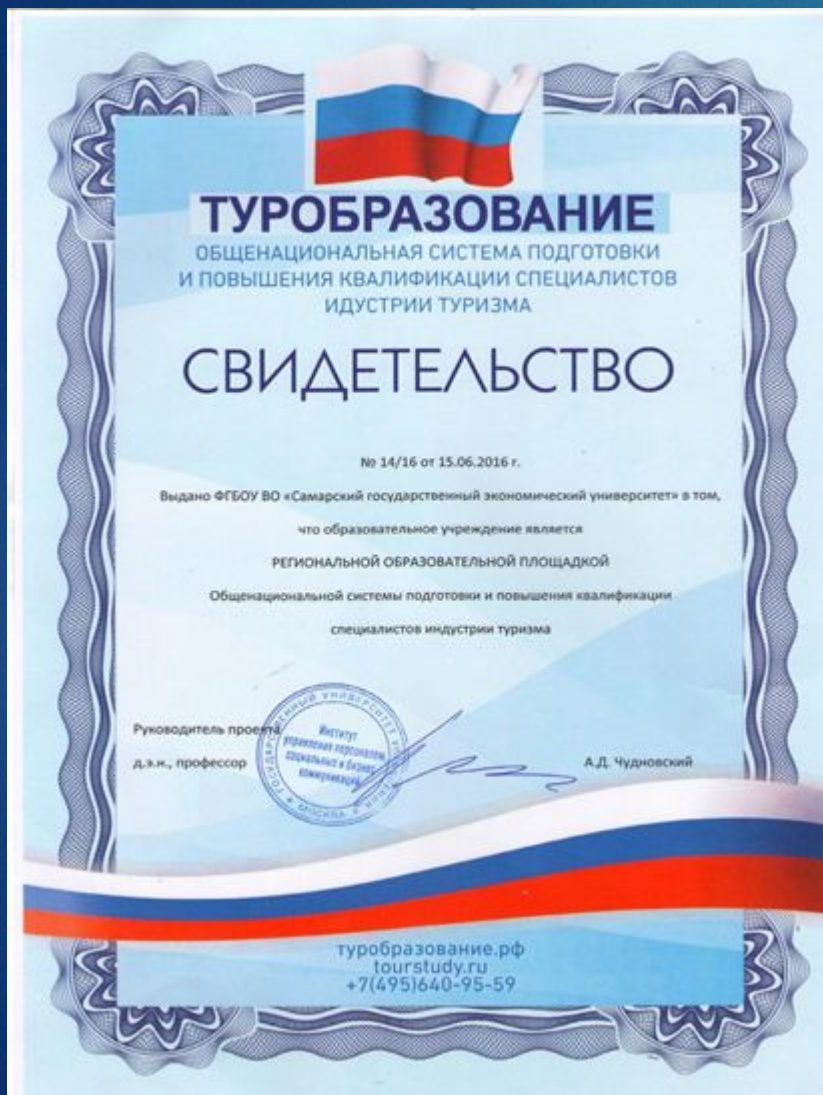 ТУРОБРАЗОВАНИЕ
ОБЩЕНАЦИОНАЛЬНАЯ СИСТЕМА ПОДГОТОВКИ
И ПОВЫШЕНИЯ КВАЛИФИКАЦИИ СПЕЦИАЛИСТОВ
ИДУСТРИИ ТУРИЗМА
СВИДЕТЕЛЬСТВО
№ 14/16 от 15.06.2016 г.
Выдано ФГБОУ ВО «Самарский государственный экономический университет» в том,
что образовательное учреждение является
РЕГИОНАЛЬНОЙ ОБРАЗОВАТЕЛЬНОЙ ПЛОЩАДКОЙ
Общенациональной системы подготовки и повышения квалификации
специалистов индустрии туризма
Руководитель проекта
д.э.н., профессор
ГОСУДАРСТВЕННЫЙ УНИВЕРСИТЕТ УПРАВЛЕНИЯ
МОСКВА
Институт
управления персоналом,
социальных и бизнес-
коммуникаций
А.Д. Чудновский
туробразование.рф
tourstudy.ru
+7(495)640-95-59